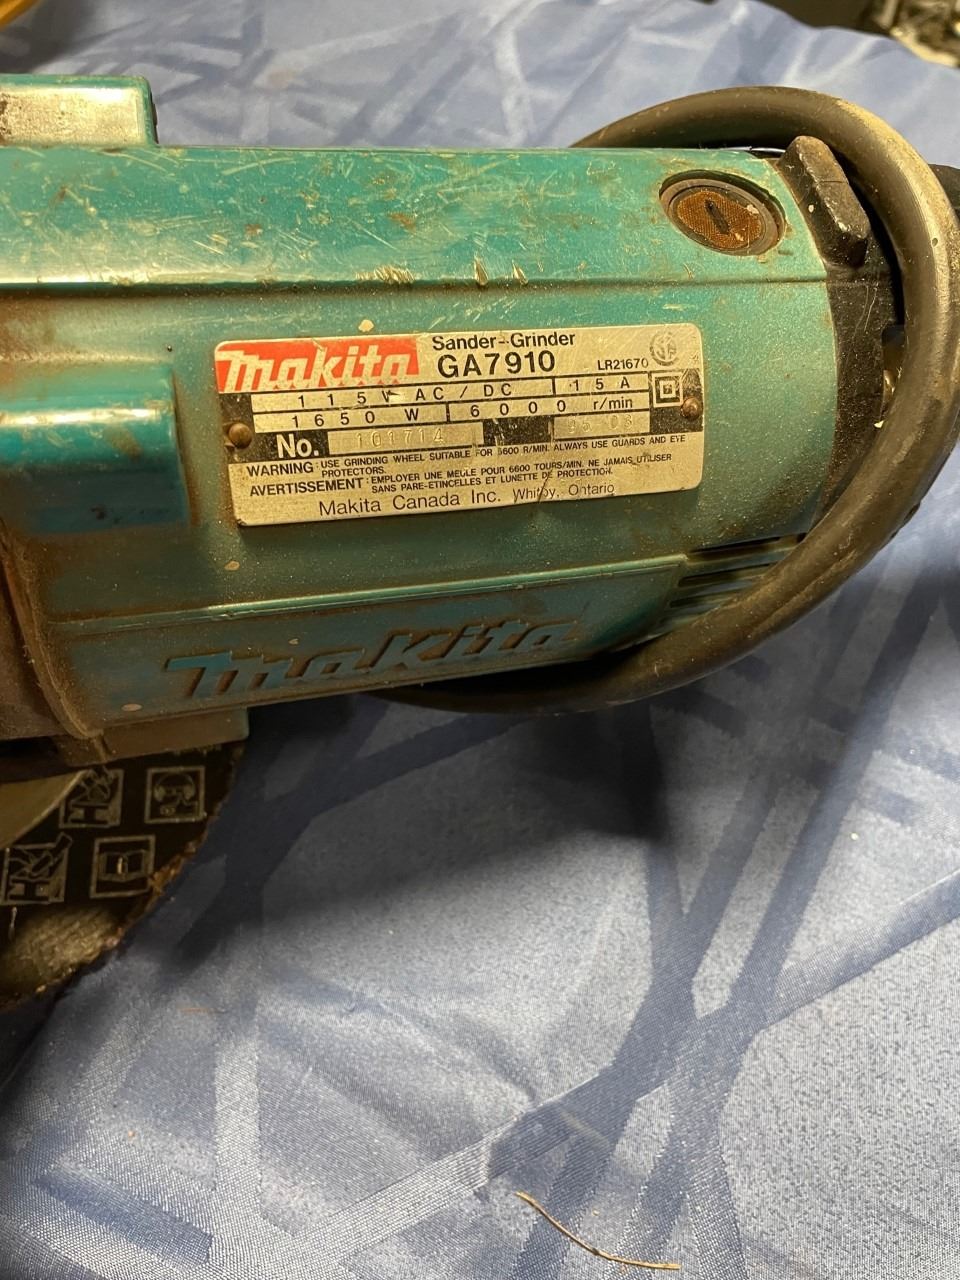 makita
Sander-Grinder
GA7910
LR21670
115V AC/DC 15A
1650 W 6000 r/min
No. 101714
WARNING: USE GRINDING WHEEL SUITABLE FOR 6600 R/MIN. ALWAYS USE GUARDS AND EYE
PROTECTORS.
AVERTISSEMENT: EMPLOYER UNE MEULE POUR 6600 TOURS/MIN. NE JAMAIS UTILISER
SANS PARE-ETINCELLES ET LUNETTE DE PROTECTION.
Makita Canada Inc. Whitby, Ontario
makita